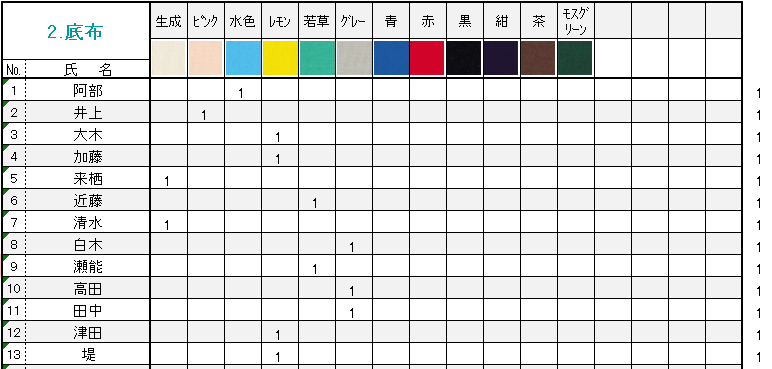 2.底布 生成 ﾋﾟﾝｸ 水色 ﾚﾓﾝ 若草 ｸﾞﾚｰ 青 赤 黒 紺 茶 ﾓｽｸﾞﾘｰﾝ
No. 氏 名
1 阿部 1 1
2 井上 1 1
3 大木 1 1
4 加藤 1 1
5 来栖 1 1
6 近藤 1 1
7 清水 1 1
8 白木 1 1
9 瀬能 1 1
10 高田 1 1
11 田中 1 1
12 津田 1 1
13 堤 1 1